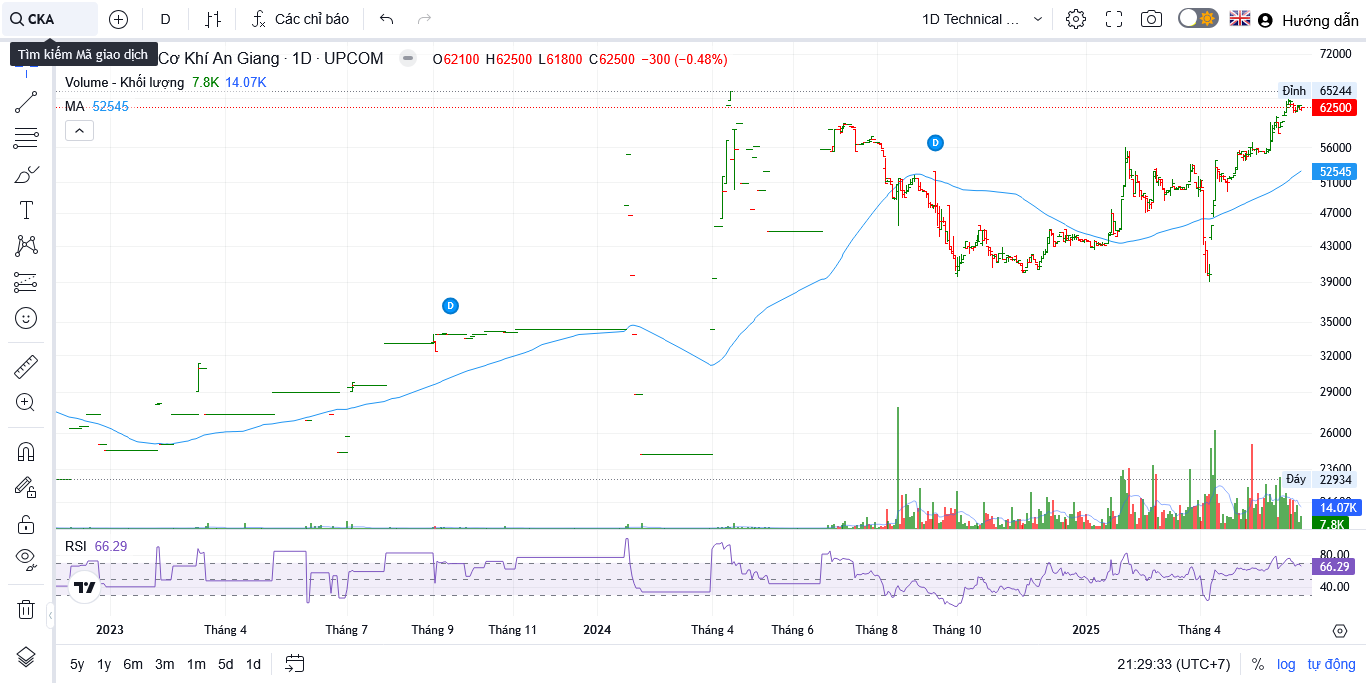 CKA D Các chỉ báo 1D Technical ... Hướng dẫn
Tìm kiếm Mã giao dịch
Cơ Khí An Giang · 1D · UPCOM O62100 H62500 L61800 C62500 −300 (−0.48%)
Volume - Khối lượng 7.8K 14.07K
MA 52545
72000
Đỉnh 65244
62500
56000
52545
51000
47000
43000
39000
35000
32000
29000
26000
23600
Đáy 22934
14.07K
7.8K
D
D
T
RSI 66.29
80.00
66.29
40.00
2023 Tháng 4 Tháng 7 Tháng 9 Tháng 11 2024 Tháng 4 Tháng 6 Tháng 8 Tháng 10 2025 Tháng 4
5y 1y 6m 3m 1m 5d 1d 21:29:33 (UTC+7) % log tự động